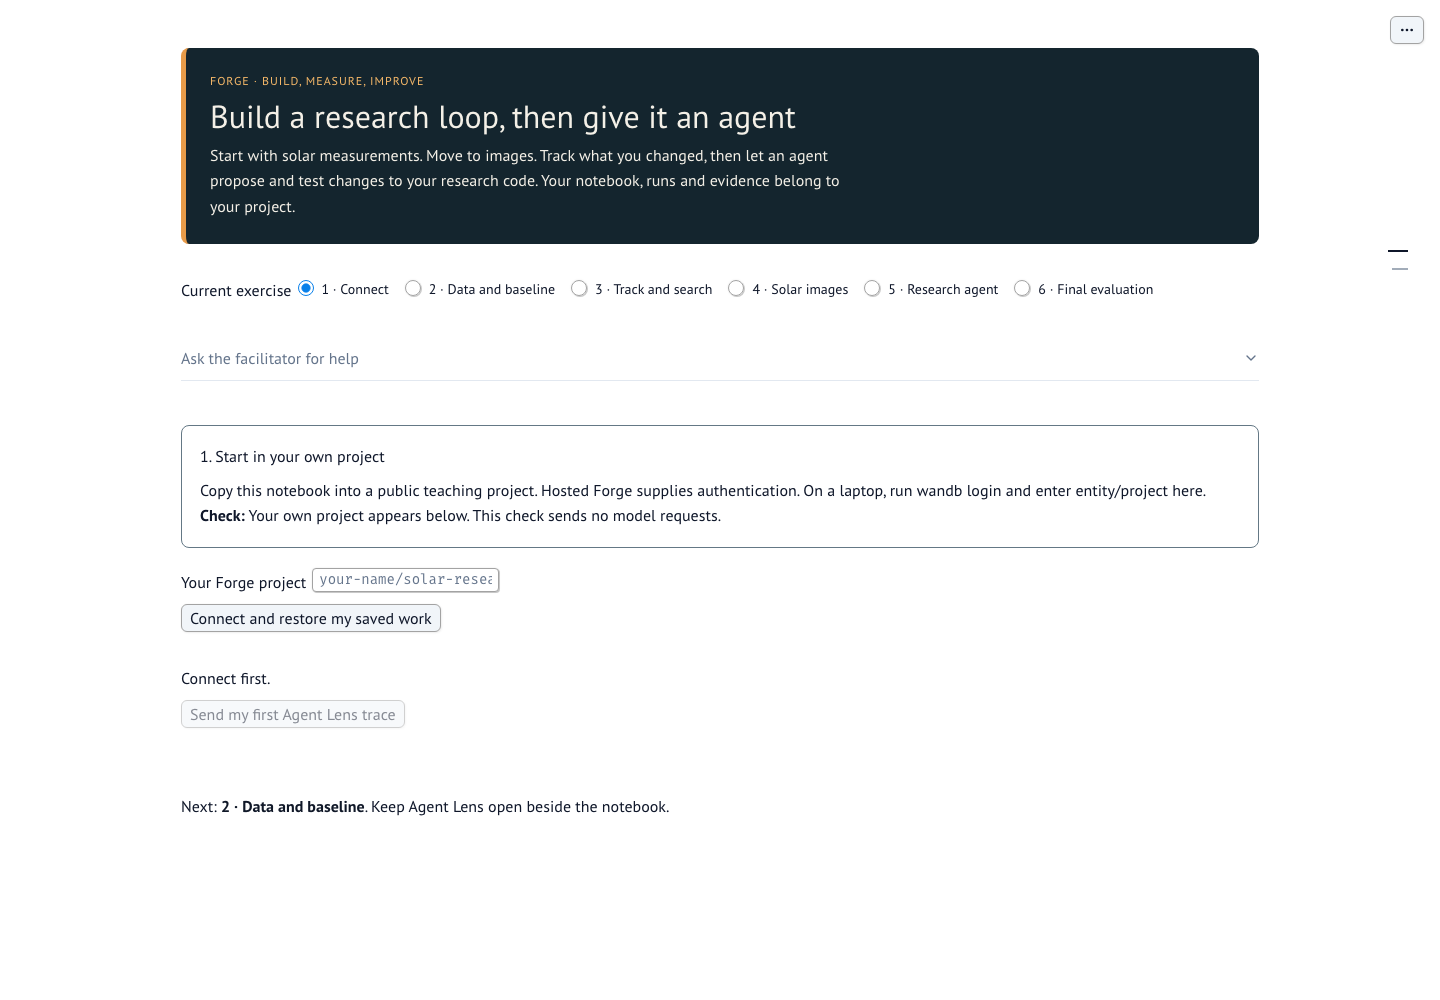 FORGE · BUILD, MEASURE, IMPROVE
Build a research loop, then give it an agent
Start with solar measurements. Move to images. Track what you changed, then let an agent
propose and test changes to your research code. Your notebook, runs and evidence belong to
your project.
Current exercise 1 · Connect 2 · Data and baseline 3 · Track and search 4 · Solar images 5 · Research agent 6 · Final evaluation
Ask the facilitator for help
1. Start in your own project
Copy this notebook into a public teaching project. Hosted Forge supplies authentication. On a laptop, run wandb login and enter entity/project here.
Check: Your own project appears below. This check sends no model requests.
Your Forge project your-name/solar-resea
Connect and restore my saved work
Connect first.
Send my first Agent Lens trace
Next: 2 · Data and baseline. Keep Agent Lens open beside the notebook.